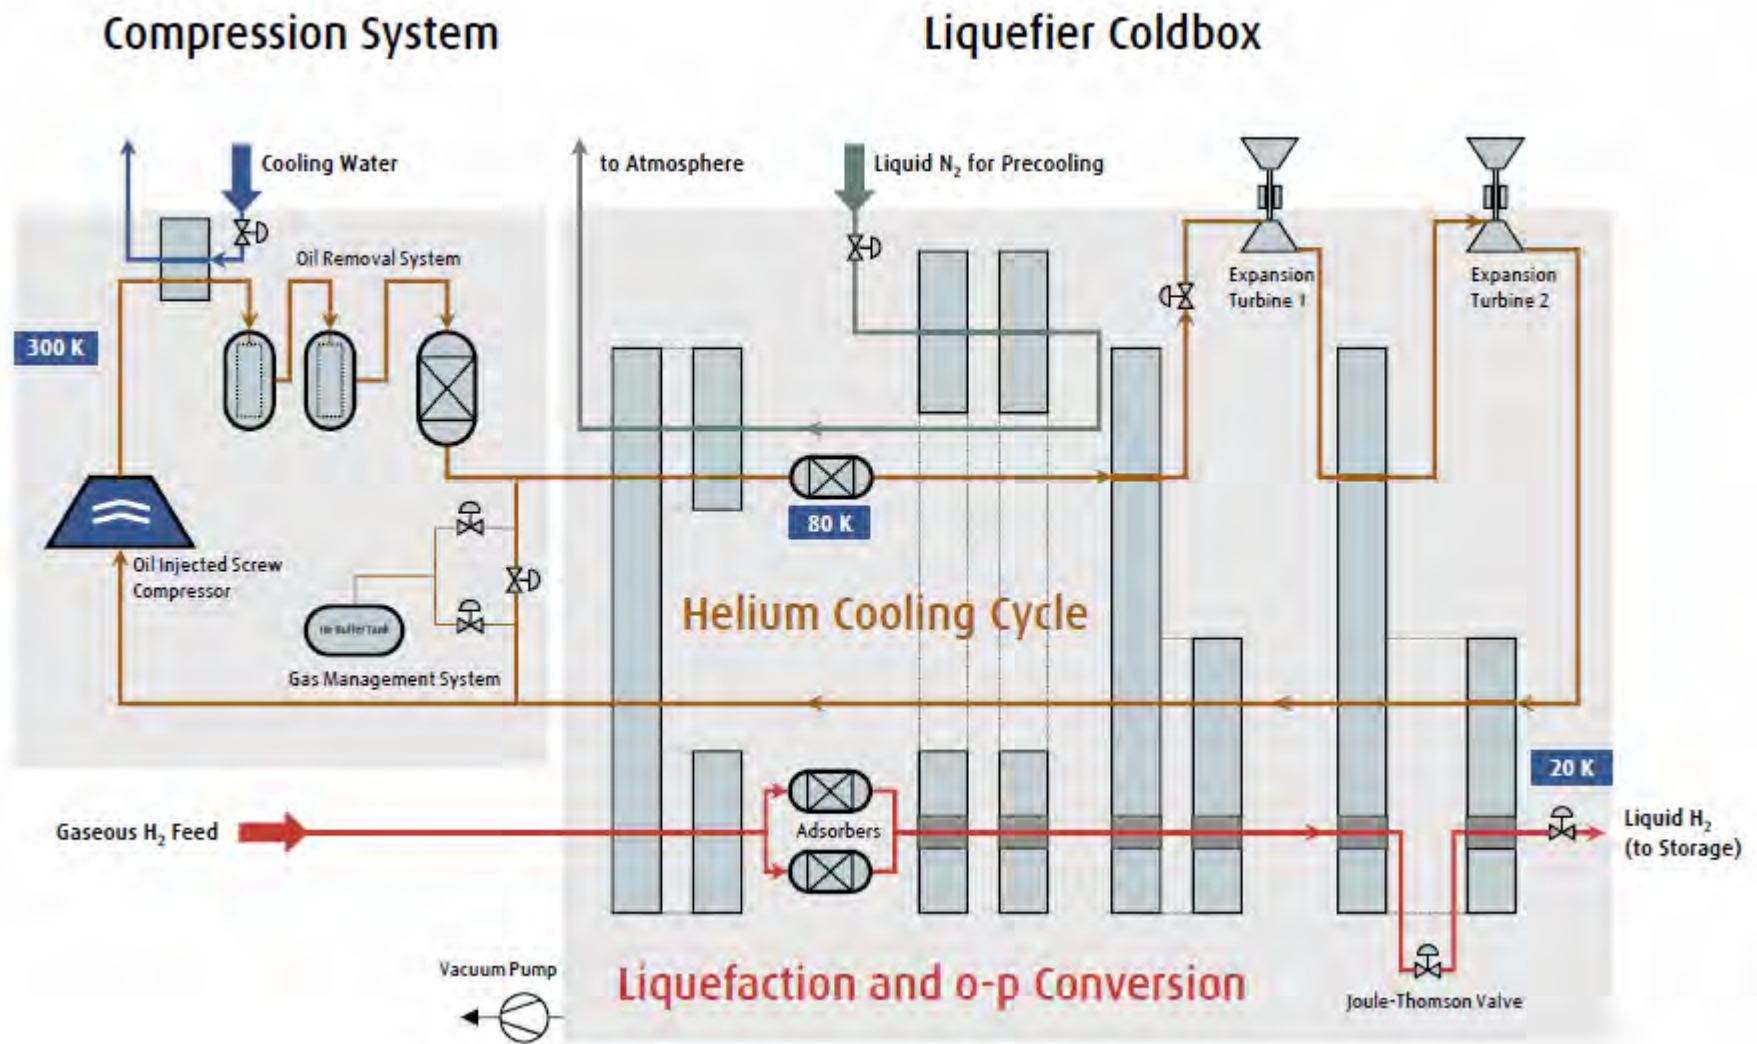 Compression System
Liquefier Coldbox
Cooling Water
to Atmosphere
Liquid N₂ for Precooling
Oil Removal System
Expansion
Turbine 1
Expansion
Turbine 2
300 K
80 K
Oil Injected Screw
Compressor
Helium Cooling Cycle
Buffer Tank
Gas Management System
20 K
Gaseous H₂ Feed
Adsorbers
Liquid H₂
(to Storage)
Vacuum Pump
Liquefaction and o-p Conversion
Joule-Thomson Valve